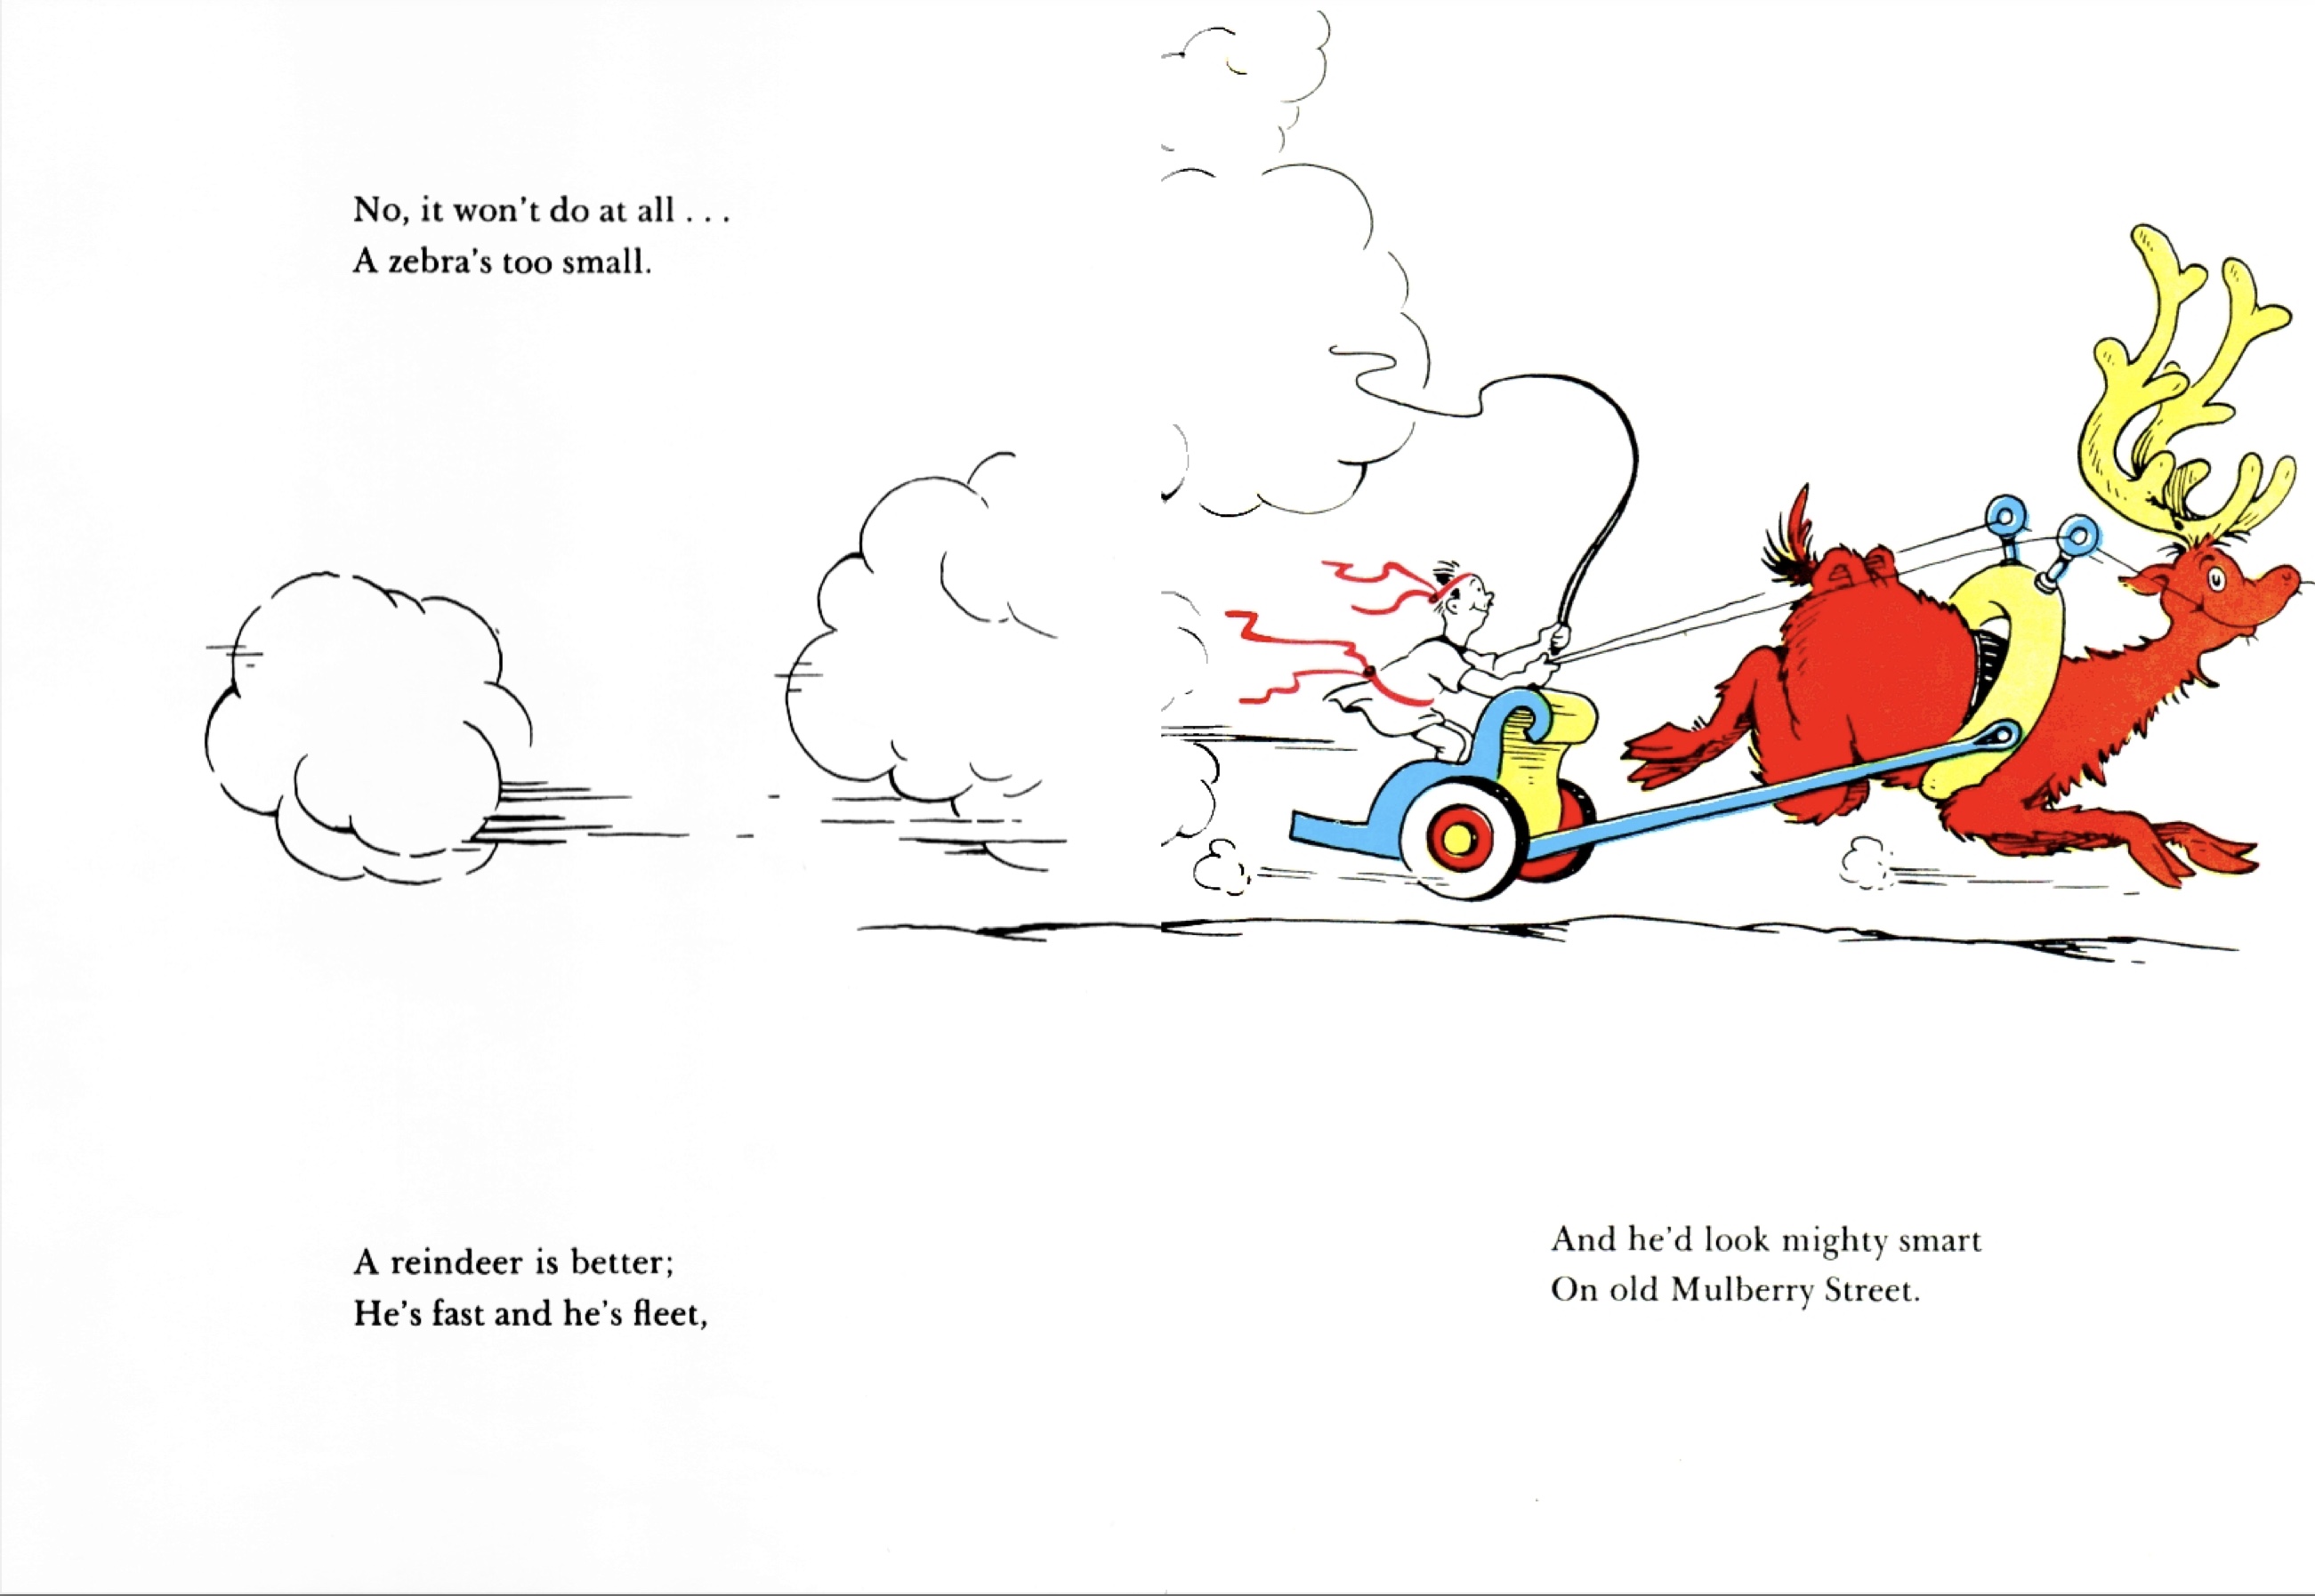 No, it won't do at all . . .
A zebra's too small.
A reindeer is better;
He's fast and he's fleet,
And he'd look mighty smart
On old Mulberry Street.